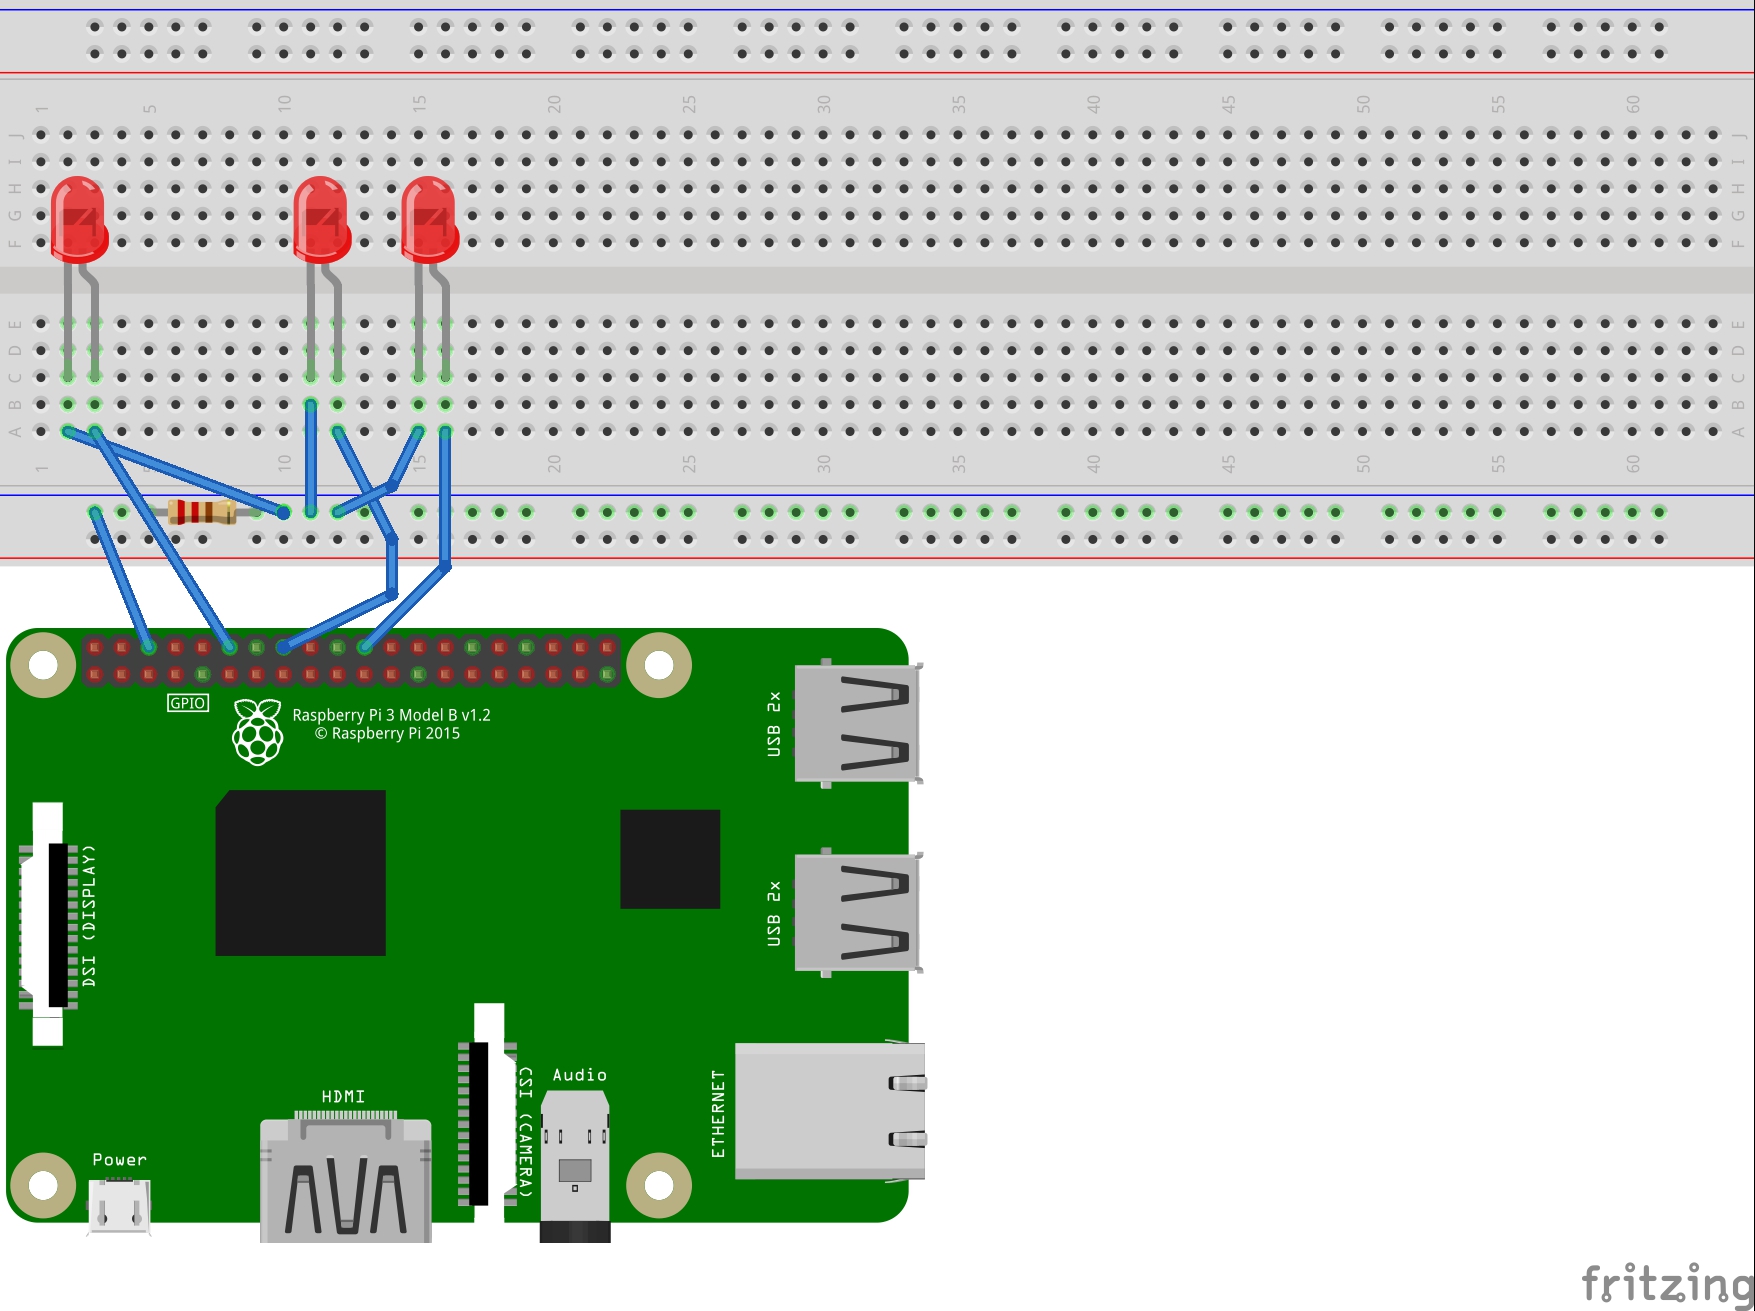 1 5 10 15 20 25 30 35 40 45 50 55 60
J J
I I
H H
G G
F F
E E
D D
C C
B B
A A
1 5 10 15 20 25 30 35 40 45 50 55 60
GPIO
Raspberry Pi 3 Model B v1.2
© Raspberry Pi 2015
USB 2x
DSI (DISPLAY)
USB 2x
CSI (CAMERA)
Audio
ETHERNET
HDMI
Power
fritzing